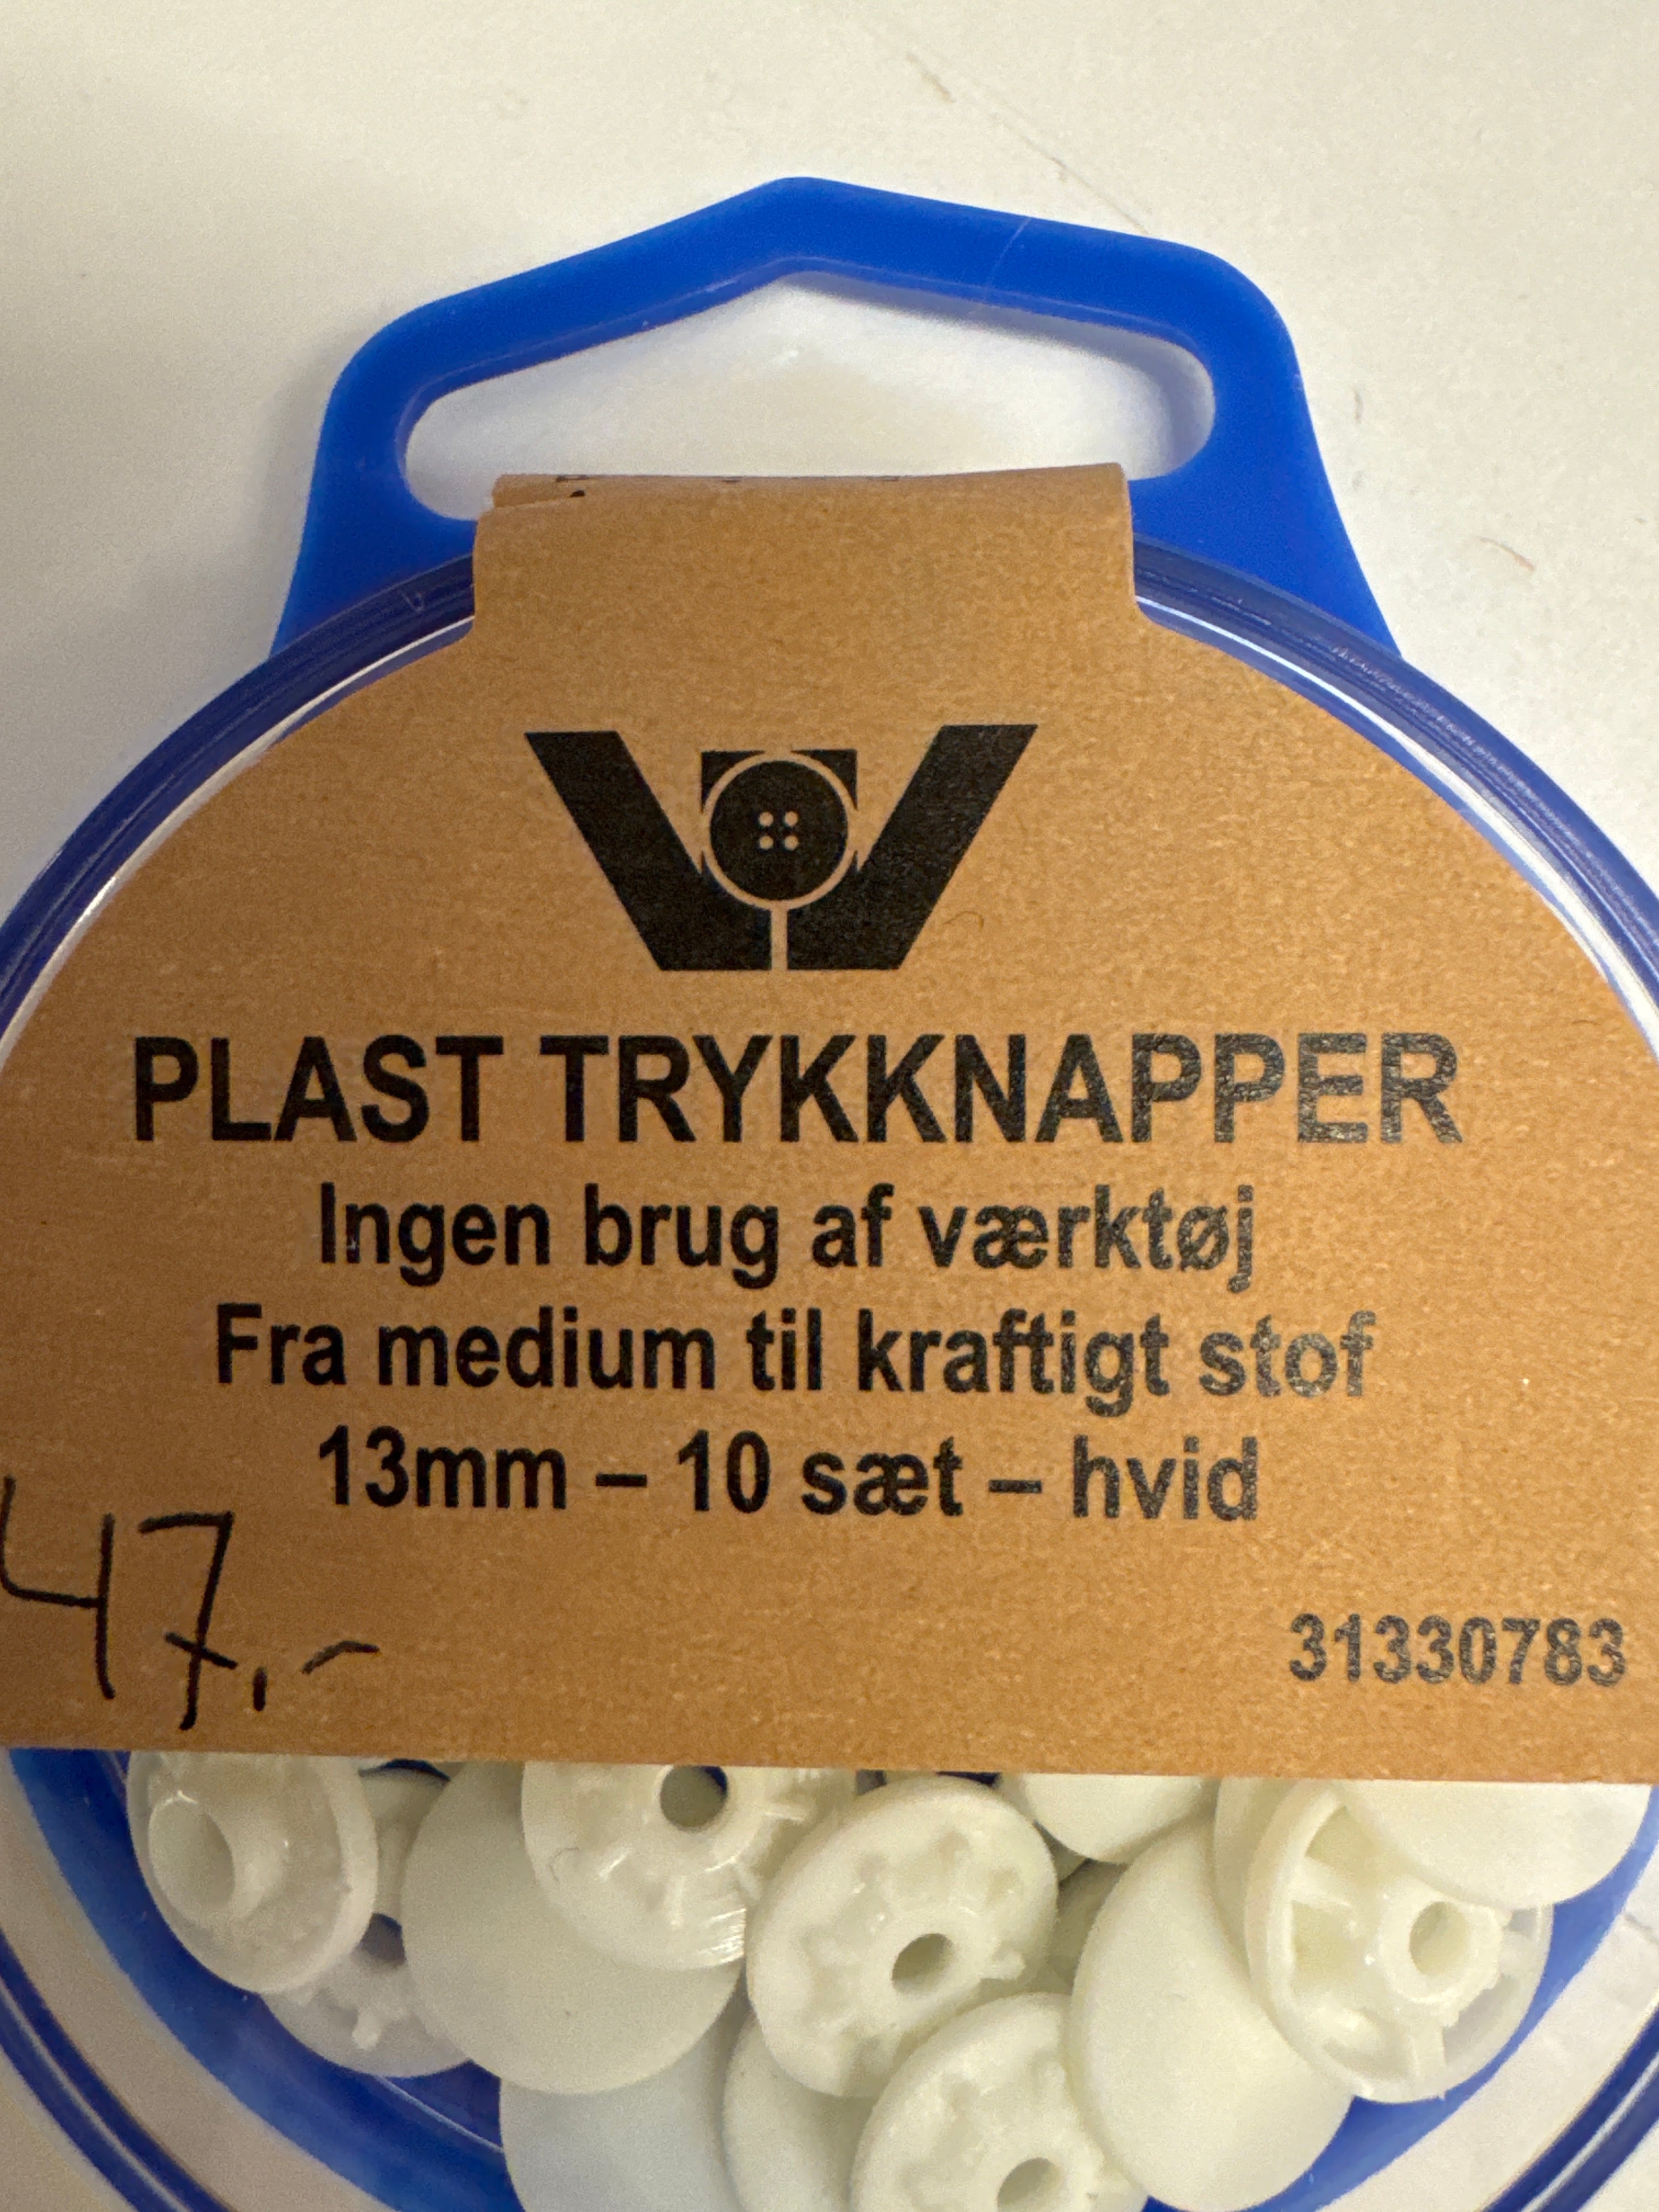 PLAST TRYKKNAPPER
Ingen brug af værktøj
Fra medium til kraftigt stof
13mm – 10 sæt – hvid
47,-
31330783